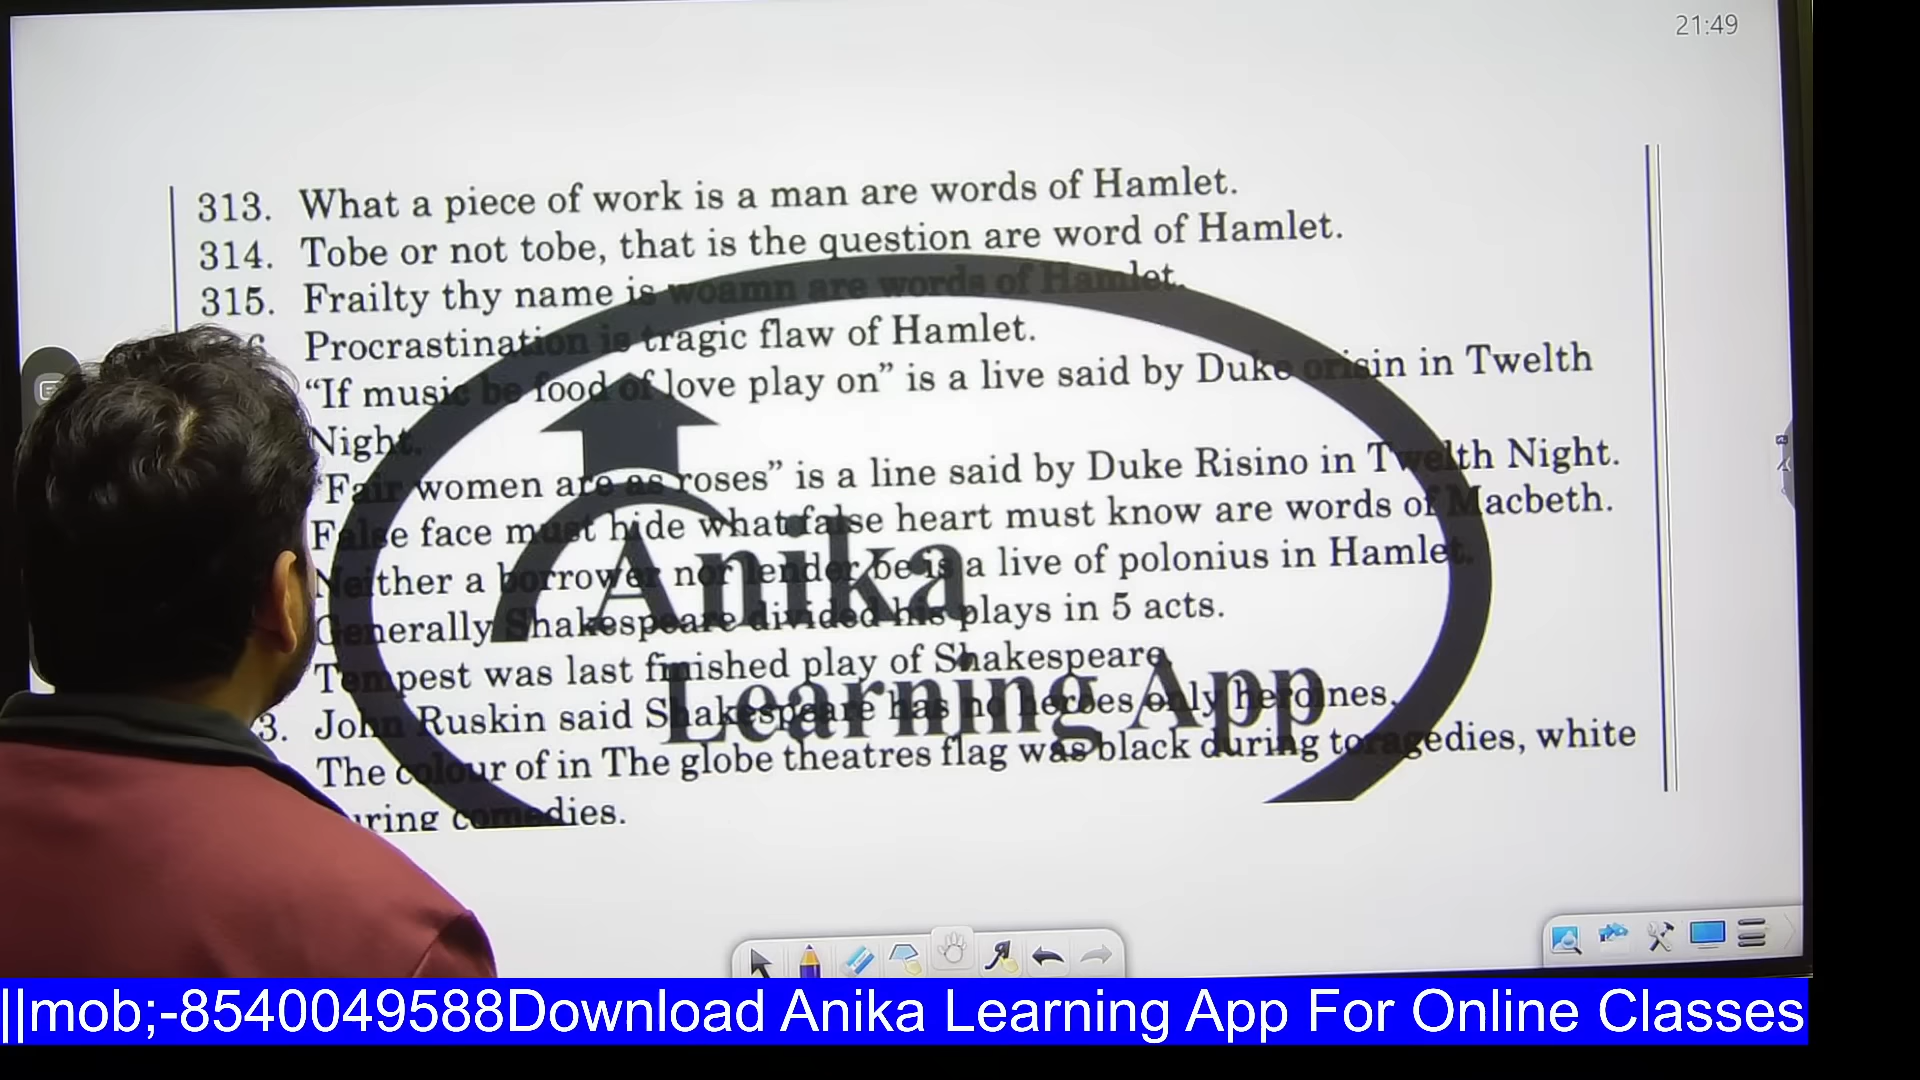 21:49
313. What a piece of work is a man are words of Hamlet.
314. Tobe or not tobe, that is the question are word of Hamlet.
315. Frailty thy name is woamn are words of Hamlet.
Procrastination is tragic flaw of Hamlet.
“If music be food of love play on” is a live said by Duke orisin in Twelth
Night.
“Fair women are as roses” is a line said by Duke Risino in Twelth Night.
False face must hide what false heart must know are words of Macbeth.
Neither a borrower nor lender be is a live of polonius in Hamlet.
Generally Shakespeare divided his plays in 5 acts.
Tempest was last finished play of Shakespeare.
3. John Ruskin said Shakespeare has no heroes only heroines.
The colour of in The globe theatres flag was black during toragedies, white
uring comedies.
Anika
Learning App
||mob;-8540049588Download Anika Learning App For Online Classes